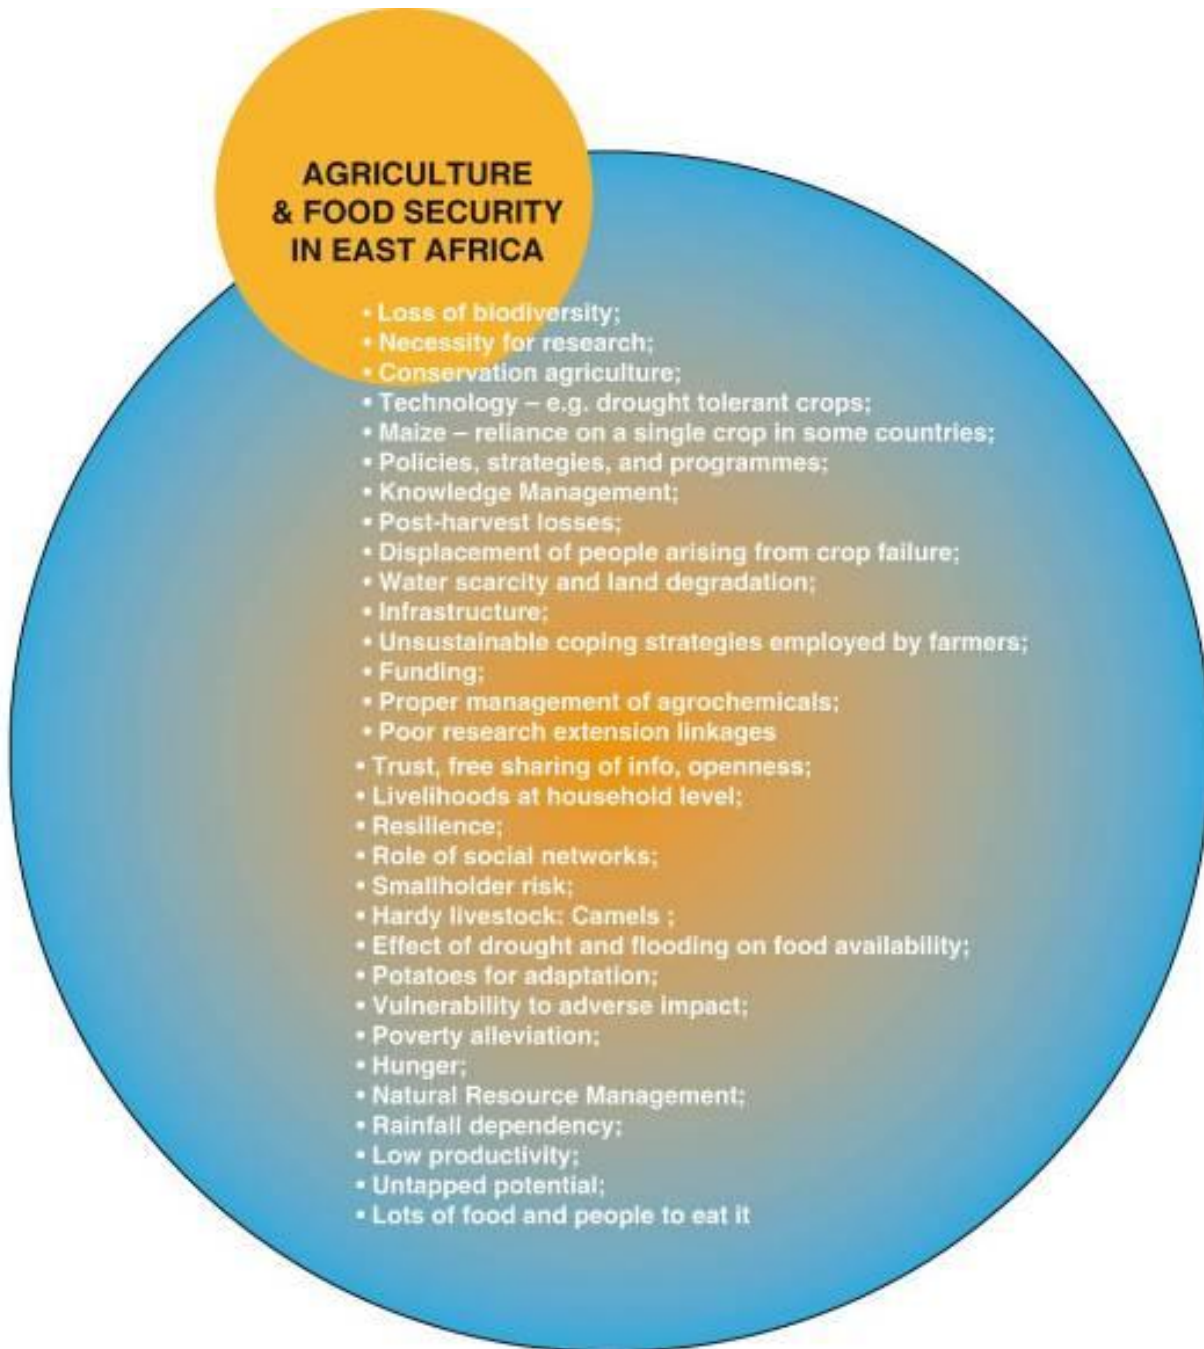 AGRICULTURE
& FOOD SECURITY
IN EAST AFRICA
• Loss of biodiversity;
• Necessity for research;
• Conservation agriculture;
• Technology – e.g. drought tolerant crops;
• Maize – reliance on a single crop in some countries;
• Policies, strategies, and programmes;
• Knowledge Management;
• Post-harvest losses;
• Displacement of people arising from crop failure;
• Water scarcity and land degradation;
• Infrastructure;
• Unsustainable coping strategies employed by farmers;
• Funding;
• Proper management of agrochemicals;
• Poor research extension linkages
• Trust, free sharing of info, openness;
• Livelihoods at household level;
• Resilience;
• Role of social networks;
• Smallholder risk;
• Hardy livestock: Camels ;
• Effect of drought and flooding on food availability;
• Potatoes for adaptation;
• Vulnerability to adverse impact;
• Poverty alleviation;
• Hunger;
• Natural Resource Management;
• Rainfall dependency;
• Low productivity;
• Untapped potential;
• Lots of food and people to eat it